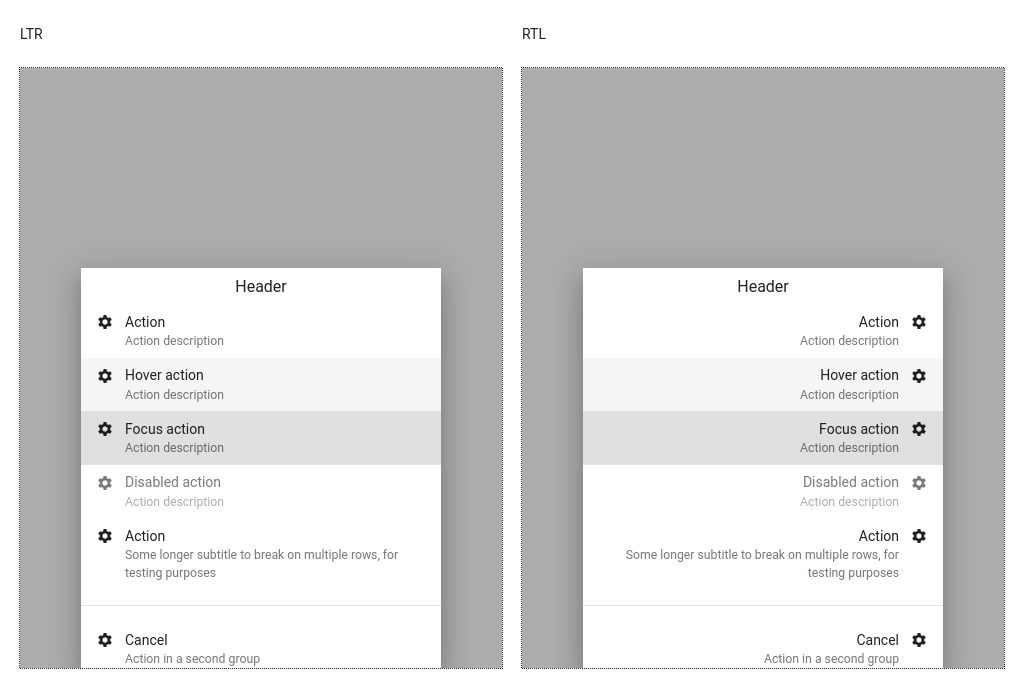 LTR
Header
Action
Action description
Hover action
Action description
Focus action
Action description
Disabled action
Action description
Action
Some longer subtitle to break on multiple rows, for
testing purposes
Cancel
Action in a second group
RTL
Header
Action
Action description
Hover action
Action description
Focus action
Action description
Disabled action
Action description
Action
Some longer subtitle to break on multiple rows, for
testing purposes
Cancel
Action in a second group